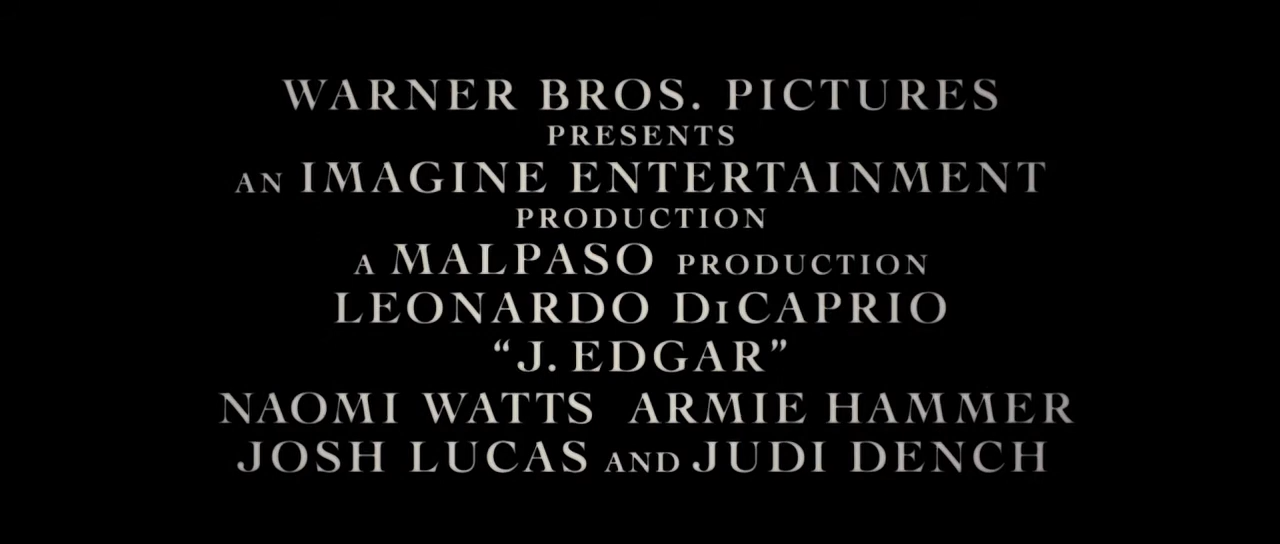 WARNER BROS. PICTURES
PRESENTS
AN IMAGINE ENTERTAINMENT
PRODUCTION
A MALPASO PRODUCTION
LEONARDO DiCAPRIO
“J. EDGAR”
NAOMI WATTS ARMIE HAMMER
JOSH LUCAS AND JUDI DENCH